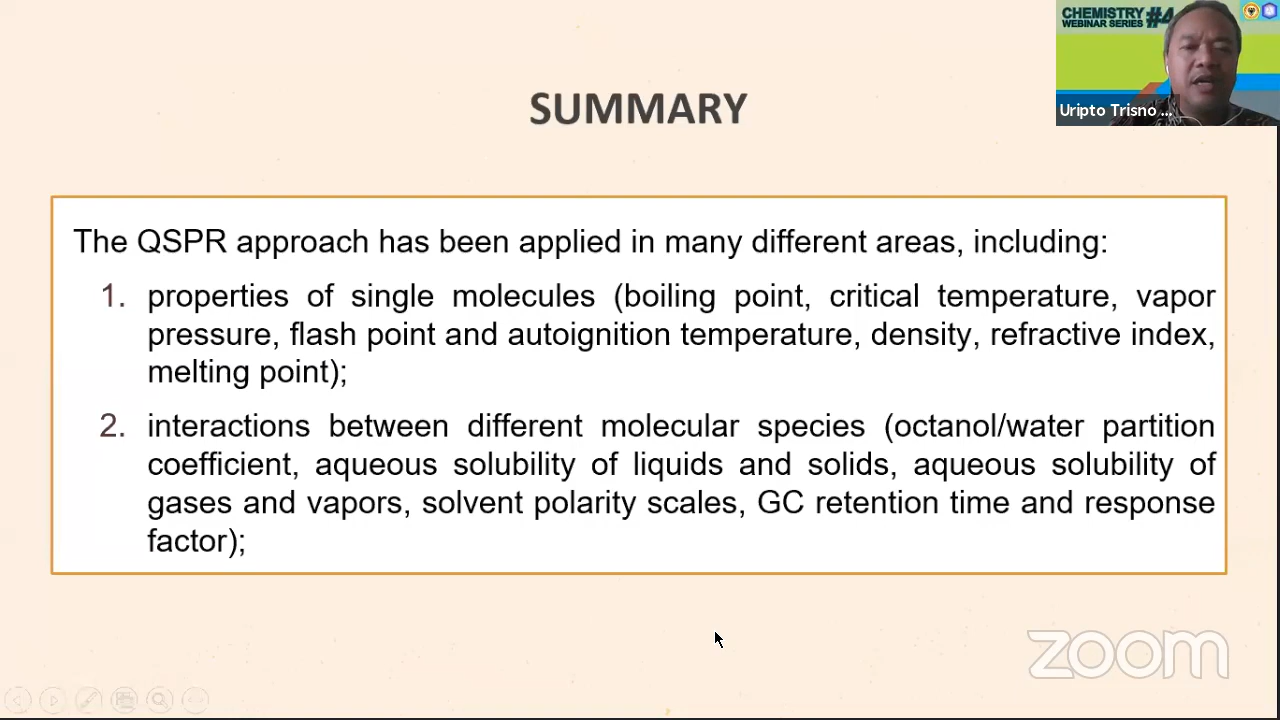 CHEMISTRY #4
WEBINAR SERIES
Uripto Trisno ...
SUMMARY
The QSPR approach has been applied in many different areas, including:
1. properties of single molecules (boiling point, critical temperature, vapor
pressure, flash point and autoignition temperature, density, refractive index,
melting point);
2. interactions between different molecular species (octanol/water partition
coefficient, aqueous solubility of liquids and solids, aqueous solubility of
gases and vapors, solvent polarity scales, GC retention time and response
factor);
zoom